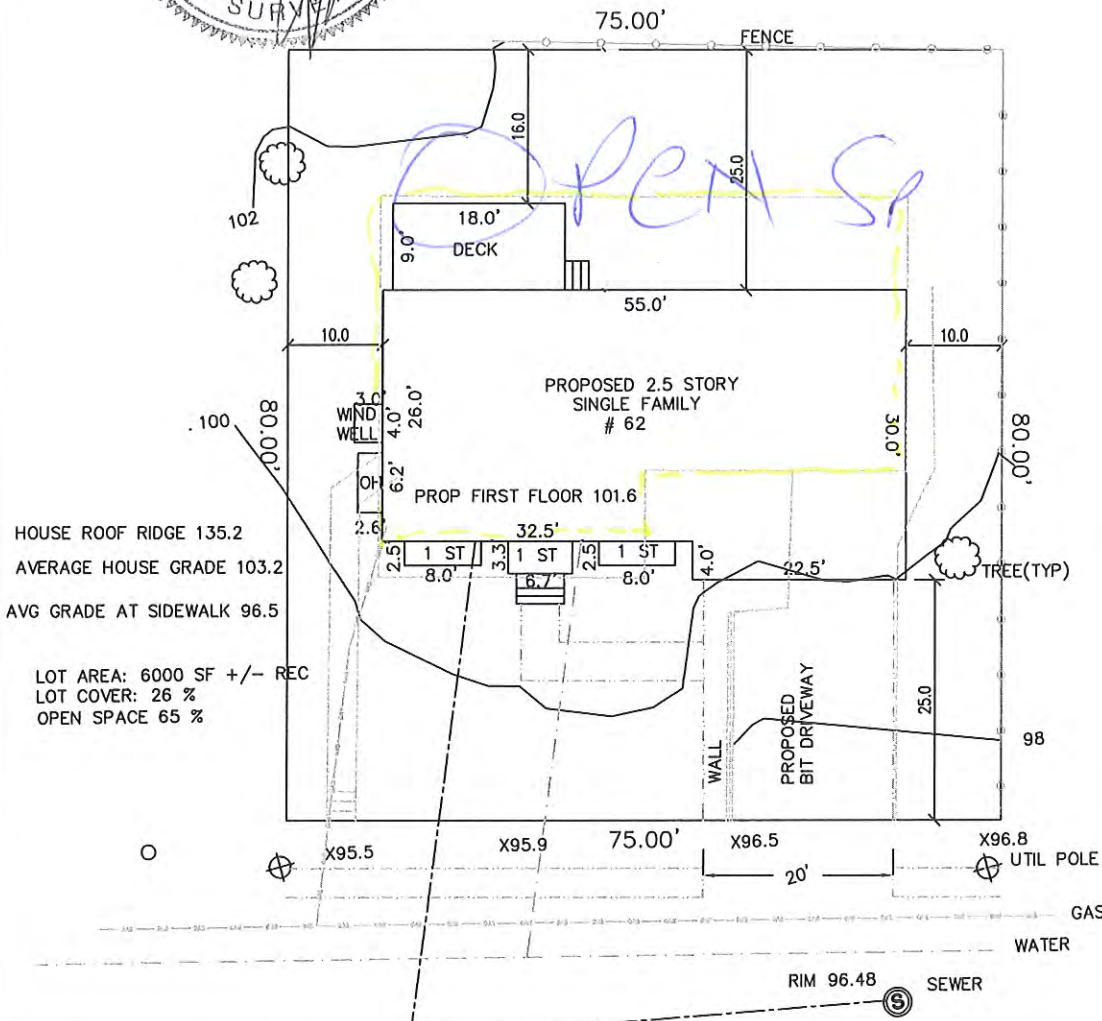 SURVE
75.00'
FENCE
16.0
25.0
OPEN Sp
102
18.0'
9.0'
DECK
55.0'
10.0
10.0
PROPOSED 2.5 STORY
SINGLE FAMILY
# 62
3.0'
WIND
WELL
4.0'
26.0'
30.0'
80.00'
80.00'
.100
OH
6.2'
2.6'
PROP FIRST FLOOR 101.6
32.5'
HOUSE ROOF RIDGE 135.2
2.5
1 ST
8.0'
3.3
1 ST
6.7'
2.5
1 ST
8.0'
4.0'
22.5'
TREE(TYP)
AVERAGE HOUSE GRADE 103.2
AVG GRADE AT SIDEWALK 96.5
LOT AREA: 6000 SF +/- REC
LOT COVER: 26 %
OPEN SPACE 65 %
WALL
PROPOSED
BIT DRIVEWAY
25.0
98
X95.5
X95.9
75.00'
X96.5
X96.8
20'
UTIL POLE
GAS
WATER
RIM 96.48
S
SEWER